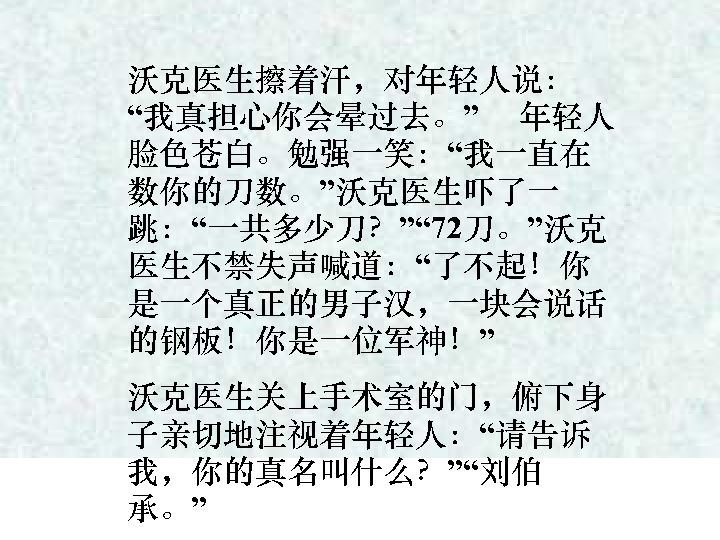 沃克医生擦着汗，对年轻人说：
“我真担心你会晕过去。” 年轻人
脸色苍白。勉强一笑：“我一直在
数你的刀数。”沃克医生吓了一
跳：“一共多少刀？”“72刀。”沃克
医生不禁失声喊道：“了不起！你
是一个真正的男子汉，一块会说话
的钢板！你是一位军神！”
沃克医生关上手术室的门，俯下身
子亲切地注视着年轻人：“请告诉
我，你的真名叫什么？”“刘伯
承。”